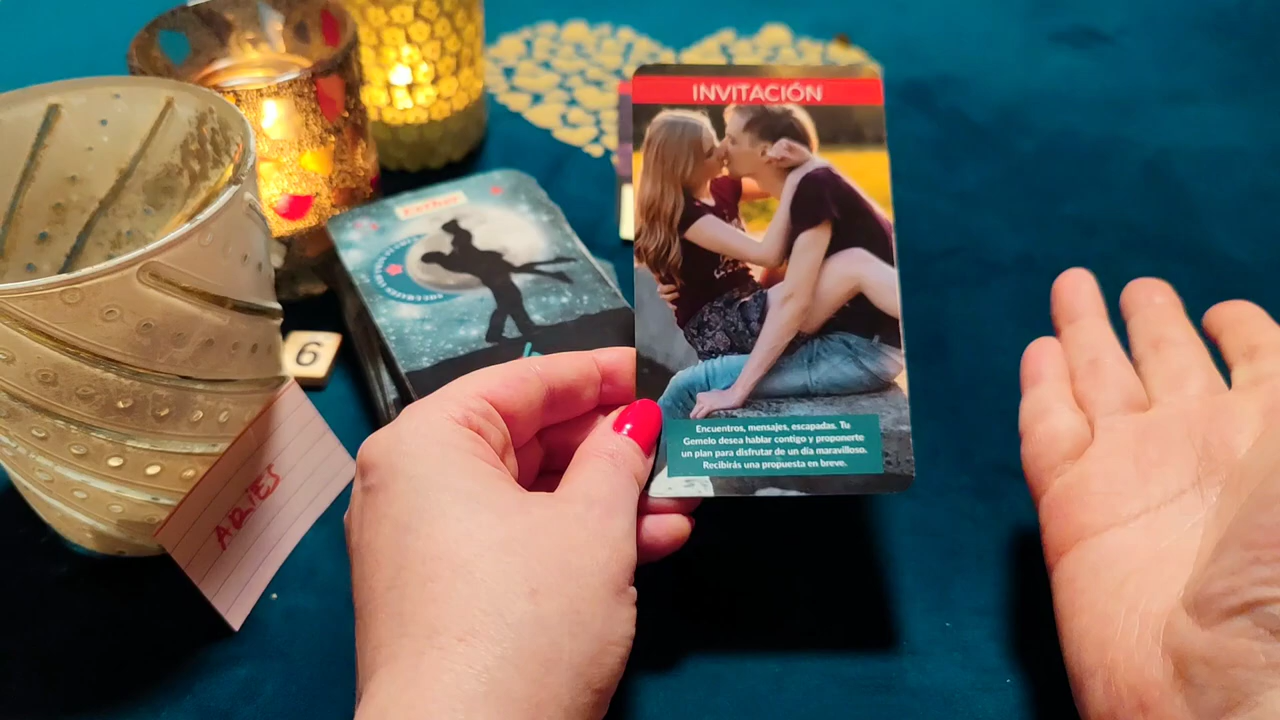 INVITACIÓN
Encuentros, mensajes, escapadas. Tu
Gemelo desea hablar contigo y proponerte
un plan para disfrutar de un día maravilloso.
Recibirás una propuesta en breve.
6
ARIES